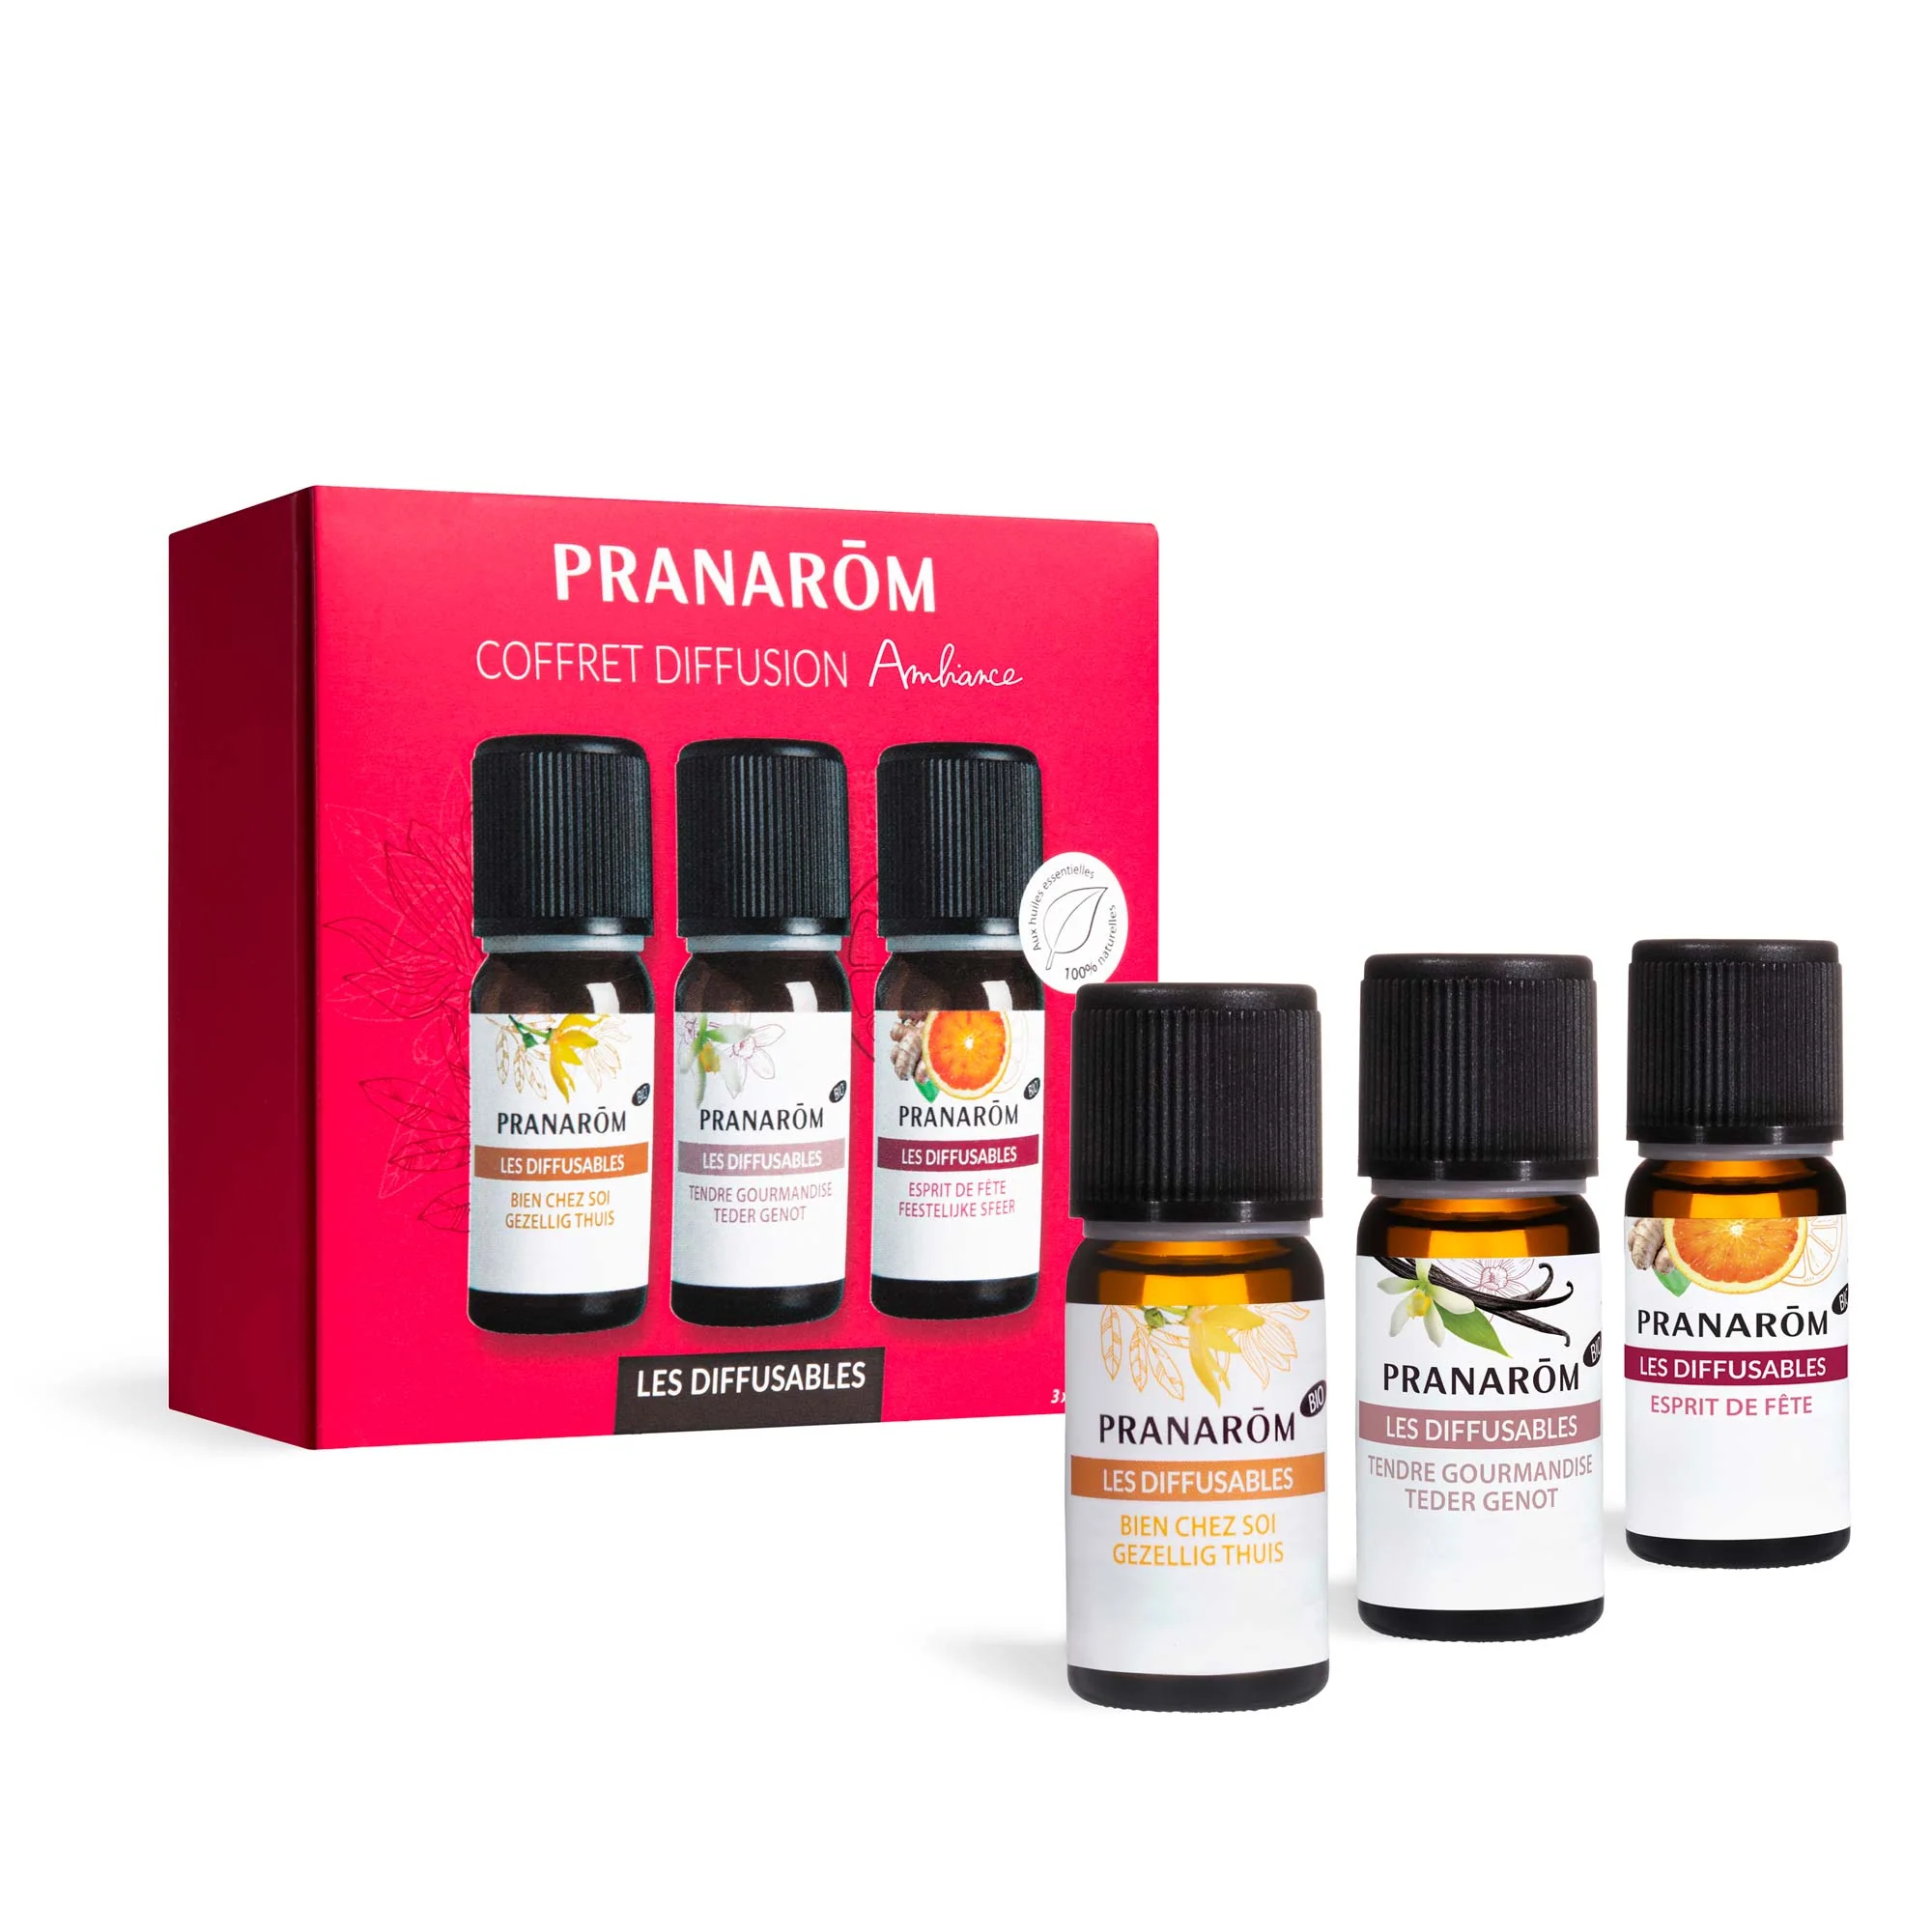 PRANARŌM
COFFRET DIFFUSION Ambiance
Aux huiles essentielles
100% naturelles
BIO
PRANARŌM
LES DIFFUSABLES
BIEN CHEZ SOI
GEZELLIG THUIS
BIO
PRANARŌM
LES DIFFUSABLES
TENDRE GOURMANDISE
TEDER GENOT
BIO
PRANARŌM
LES DIFFUSABLES
ESPRIT DE FÊTE
FEESTELIJKE SFEER
LES DIFFUSABLES
BIO
PRANARŌM
LES DIFFUSABLES
BIEN CHEZ SOI
GEZELLIG THUIS
BIO
PRANARŌM
LES DIFFUSABLES
TENDRE GOURMANDISE
TEDER GENOT
PRANARŌM
LES DIFFUSABLES
ESPRIT DE FÊTE